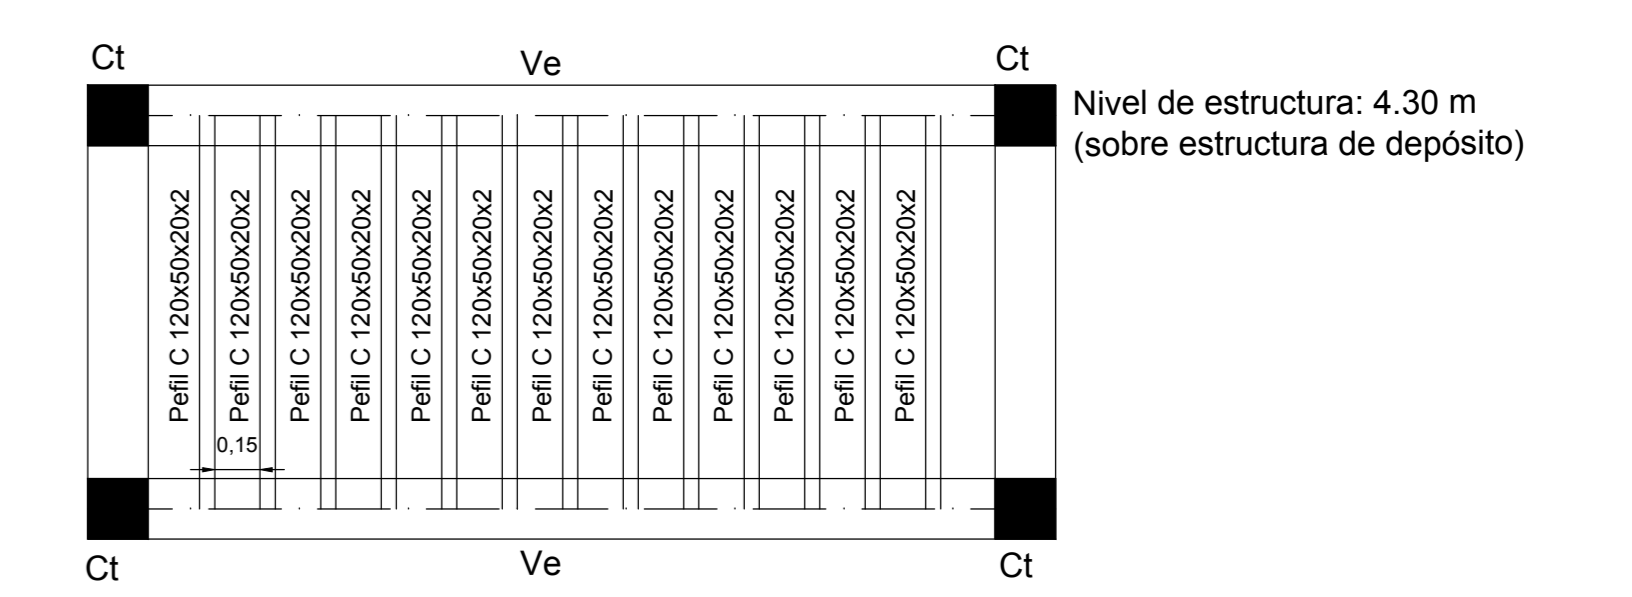 Ct
Ve
Ct
Nivel de estructura: 4.30 m
(sobre estructura de depósito)
Pefil C 120x50x20x2
Pefil C 120x50x20x2
Pefil C 120x50x20x2
Pefil C 120x50x20x2
Pefil C 120x50x20x2
Pefil C 120x50x20x2
Pefil C 120x50x20x2
Pefil C 120x50x20x2
Pefil C 120x50x20x2
Pefil C 120x50x20x2
Pefil C 120x50x20x2
Pefil C 120x50x20x2
Pefil C 120x50x20x2
0,15
Ct
Ve
Ct